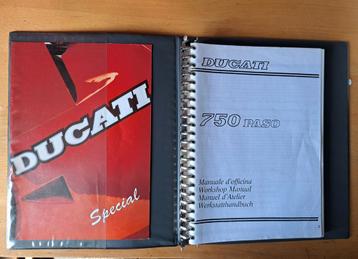 DUCATI
Special
DUCATI
750 PASO
Manuale d'officina
Workshop Manual
Manuel d'Atelier
Werkstatthandbuch